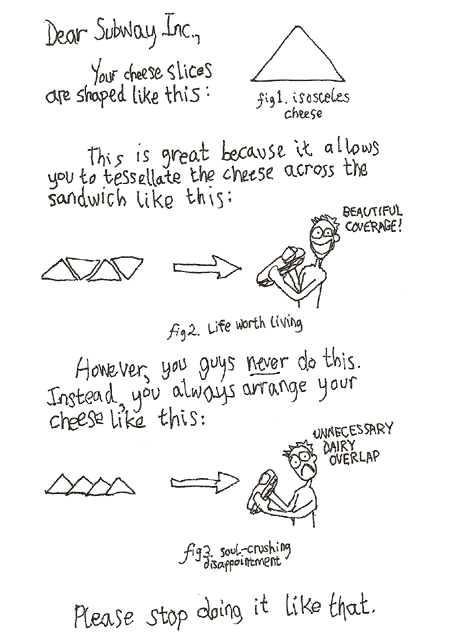 Dear Subway Inc.,
Your cheese slices
are shaped like this:
fig1. isosceles
cheese
This is great because it allows
you to tessellate the cheese across the
sandwich like this:
BEAUTIFUL
COVERAGE!
fig2. Life worth living
However, you guys never do this.
Instead, you always arrange your
cheese like this:
UNNECESSARY
DAIRY
OVERLAP
fig3. soul-crushing
disappointment
Please stop doing it like that.